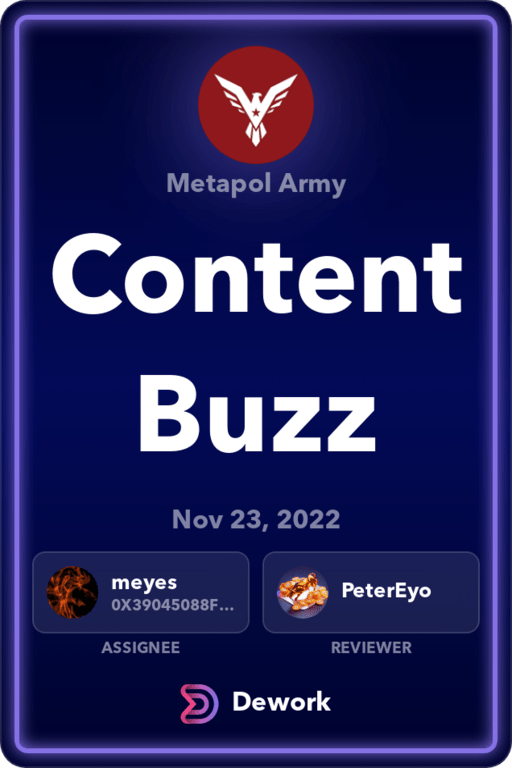 Metapol Army
Content
Buzz
Nov 23, 2022
meyes
0X39045088F...
PeterEyo
ASSIGNEE
REVIEWER
Dework